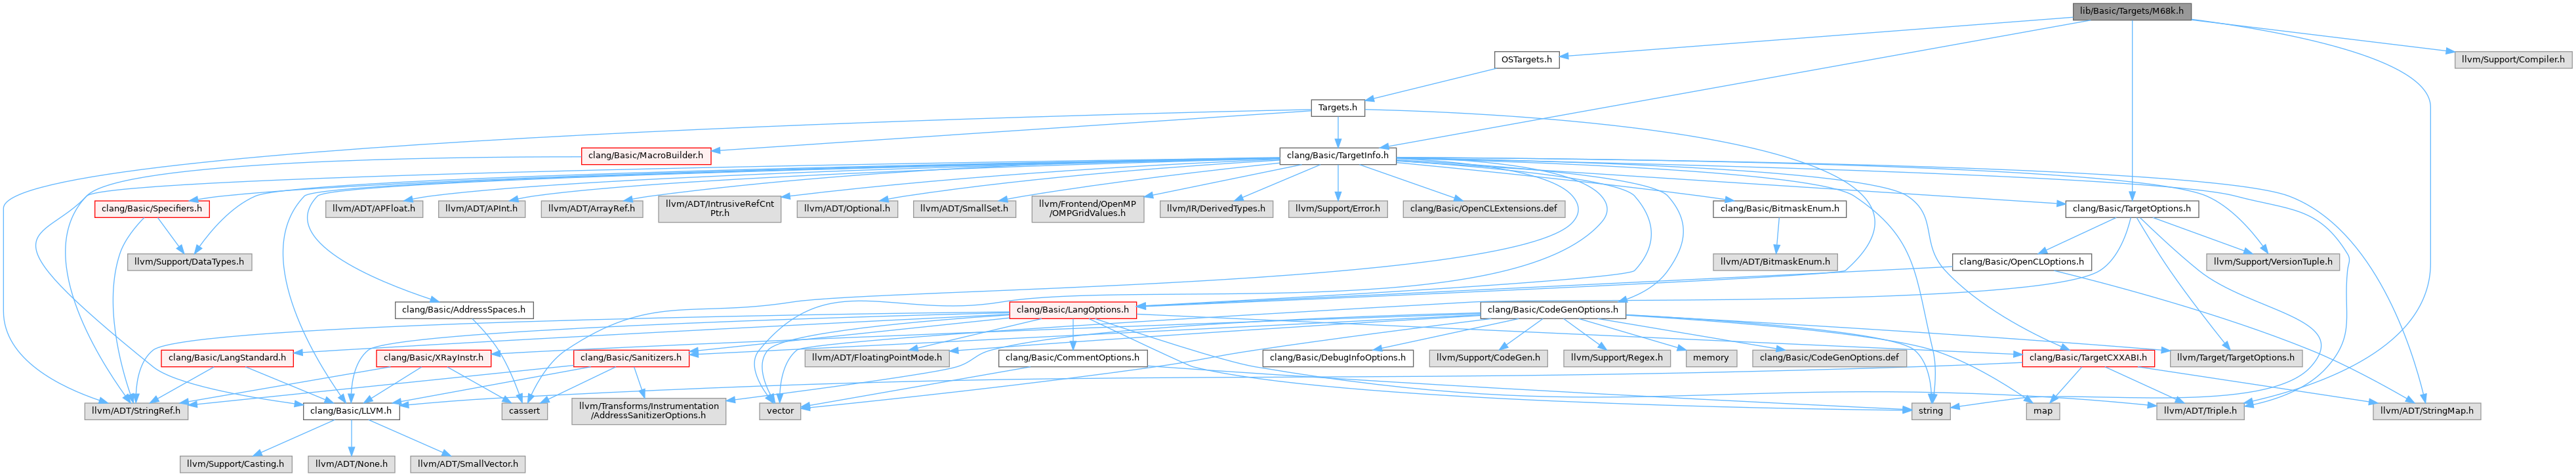 lib/Basic/Targets/M68k.h
OSTargets.h
llvm/Support/Compiler.h
Targets.h
clang/Basic/MacroBuilder.h
clang/Basic/TargetInfo.h
clang/Basic/Specifiers.h
llvm/ADT/APFloat.h
llvm/ADT/APInt.h
llvm/ADT/ArrayRef.h
llvm/ADT/IntrusiveRefCnt
Ptr.h
llvm/ADT/Optional.h
llvm/ADT/SmallSet.h
llvm/Frontend/OpenMP
/OMPGridValues.h
llvm/IR/DerivedTypes.h
llvm/Support/Error.h
clang/Basic/OpenCLExtensions.def
clang/Basic/BitmaskEnum.h
clang/Basic/TargetOptions.h
llvm/Support/DataTypes.h
llvm/ADT/BitmaskEnum.h
clang/Basic/OpenCLOptions.h
llvm/Support/VersionTuple.h
clang/Basic/AddressSpaces.h
clang/Basic/LangOptions.h
clang/Basic/CodeGenOptions.h
clang/Basic/LangStandard.h
clang/Basic/XRayInstr.h
clang/Basic/Sanitizers.h
llvm/ADT/FloatingPointMode.h
clang/Basic/CommentOptions.h
clang/Basic/DebugInfoOptions.h
llvm/Support/CodeGen.h
llvm/Support/Regex.h
memory
clang/Basic/CodeGenOptions.def
clang/Basic/TargetCXXABI.h
llvm/Target/TargetOptions.h
llvm/ADT/StringRef.h
clang/Basic/LLVM.h
cassert
llvm/Transforms/Instrumentation
/AddressSanitizerOptions.h
vector
string
map
llvm/ADT/Triple.h
llvm/ADT/StringMap.h
llvm/Support/Casting.h
llvm/ADT/None.h
llvm/ADT/SmallVector.h